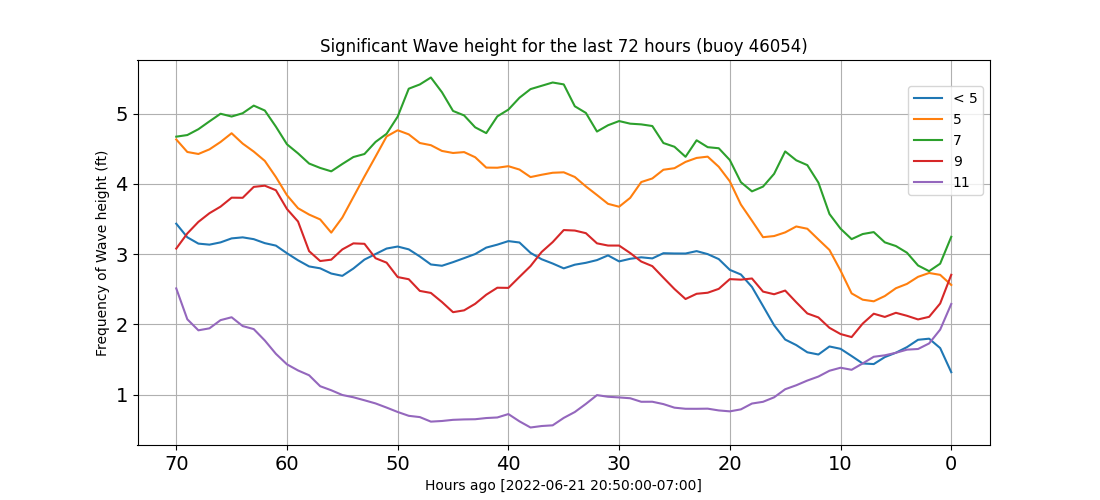 Significant Wave height for the last 72 hours (buoy 46054)
Frequency of Wave height (ft)
5
4
3
2
1
< 5
5
7
9
11
70 60 50 40 30 20 10 0
Hours ago [2022-06-21 20:50:00-07:00]